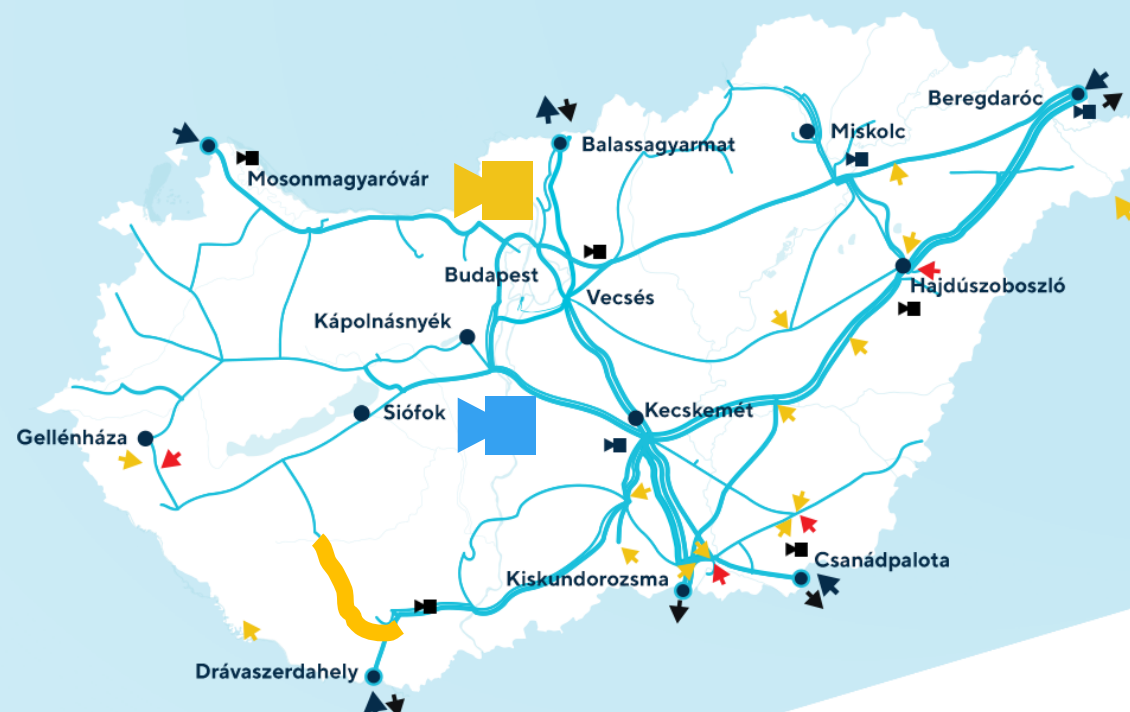 Beregdaróc
Miskolc
Balassagyarmat
Mosonmagyaróvár
Budapest
Hajdúszoboszló
Vecsés
Kápolnásnyék
Kecskemét
Siófok
Gellénháza
Csanádpalota
Kiskundorozsma
Drávaszerdahely